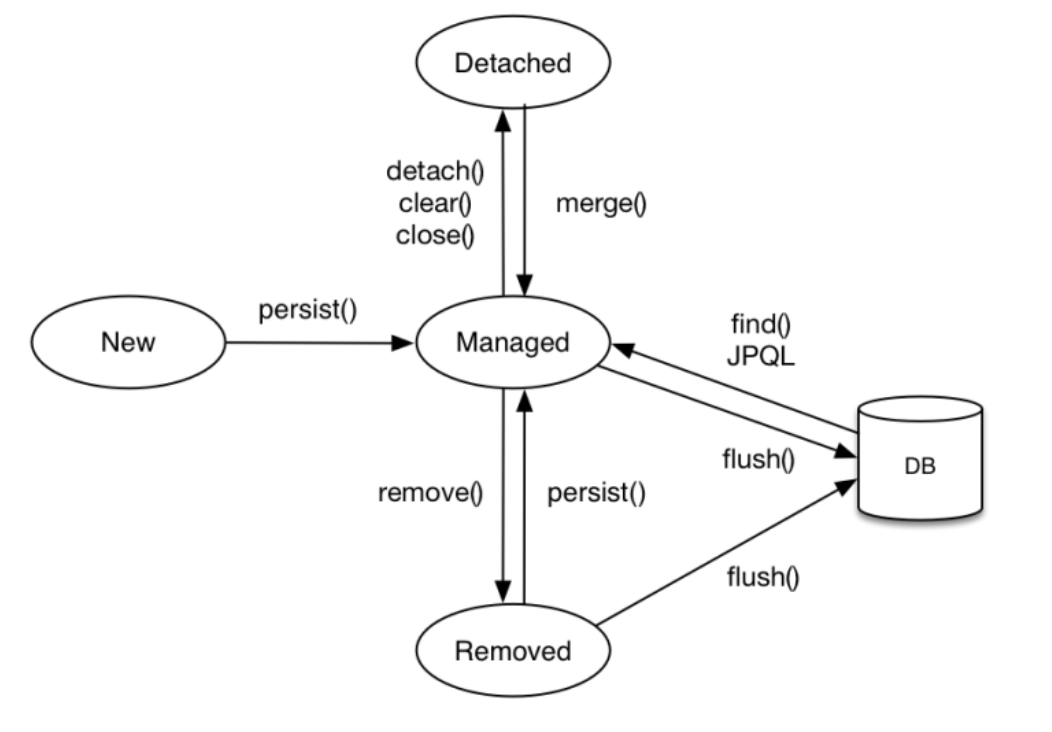 Detached
detach()
clear()
close()
merge()
New
persist()
Managed
find()
JPQL
flush()
DB
remove()
persist()
flush()
Removed